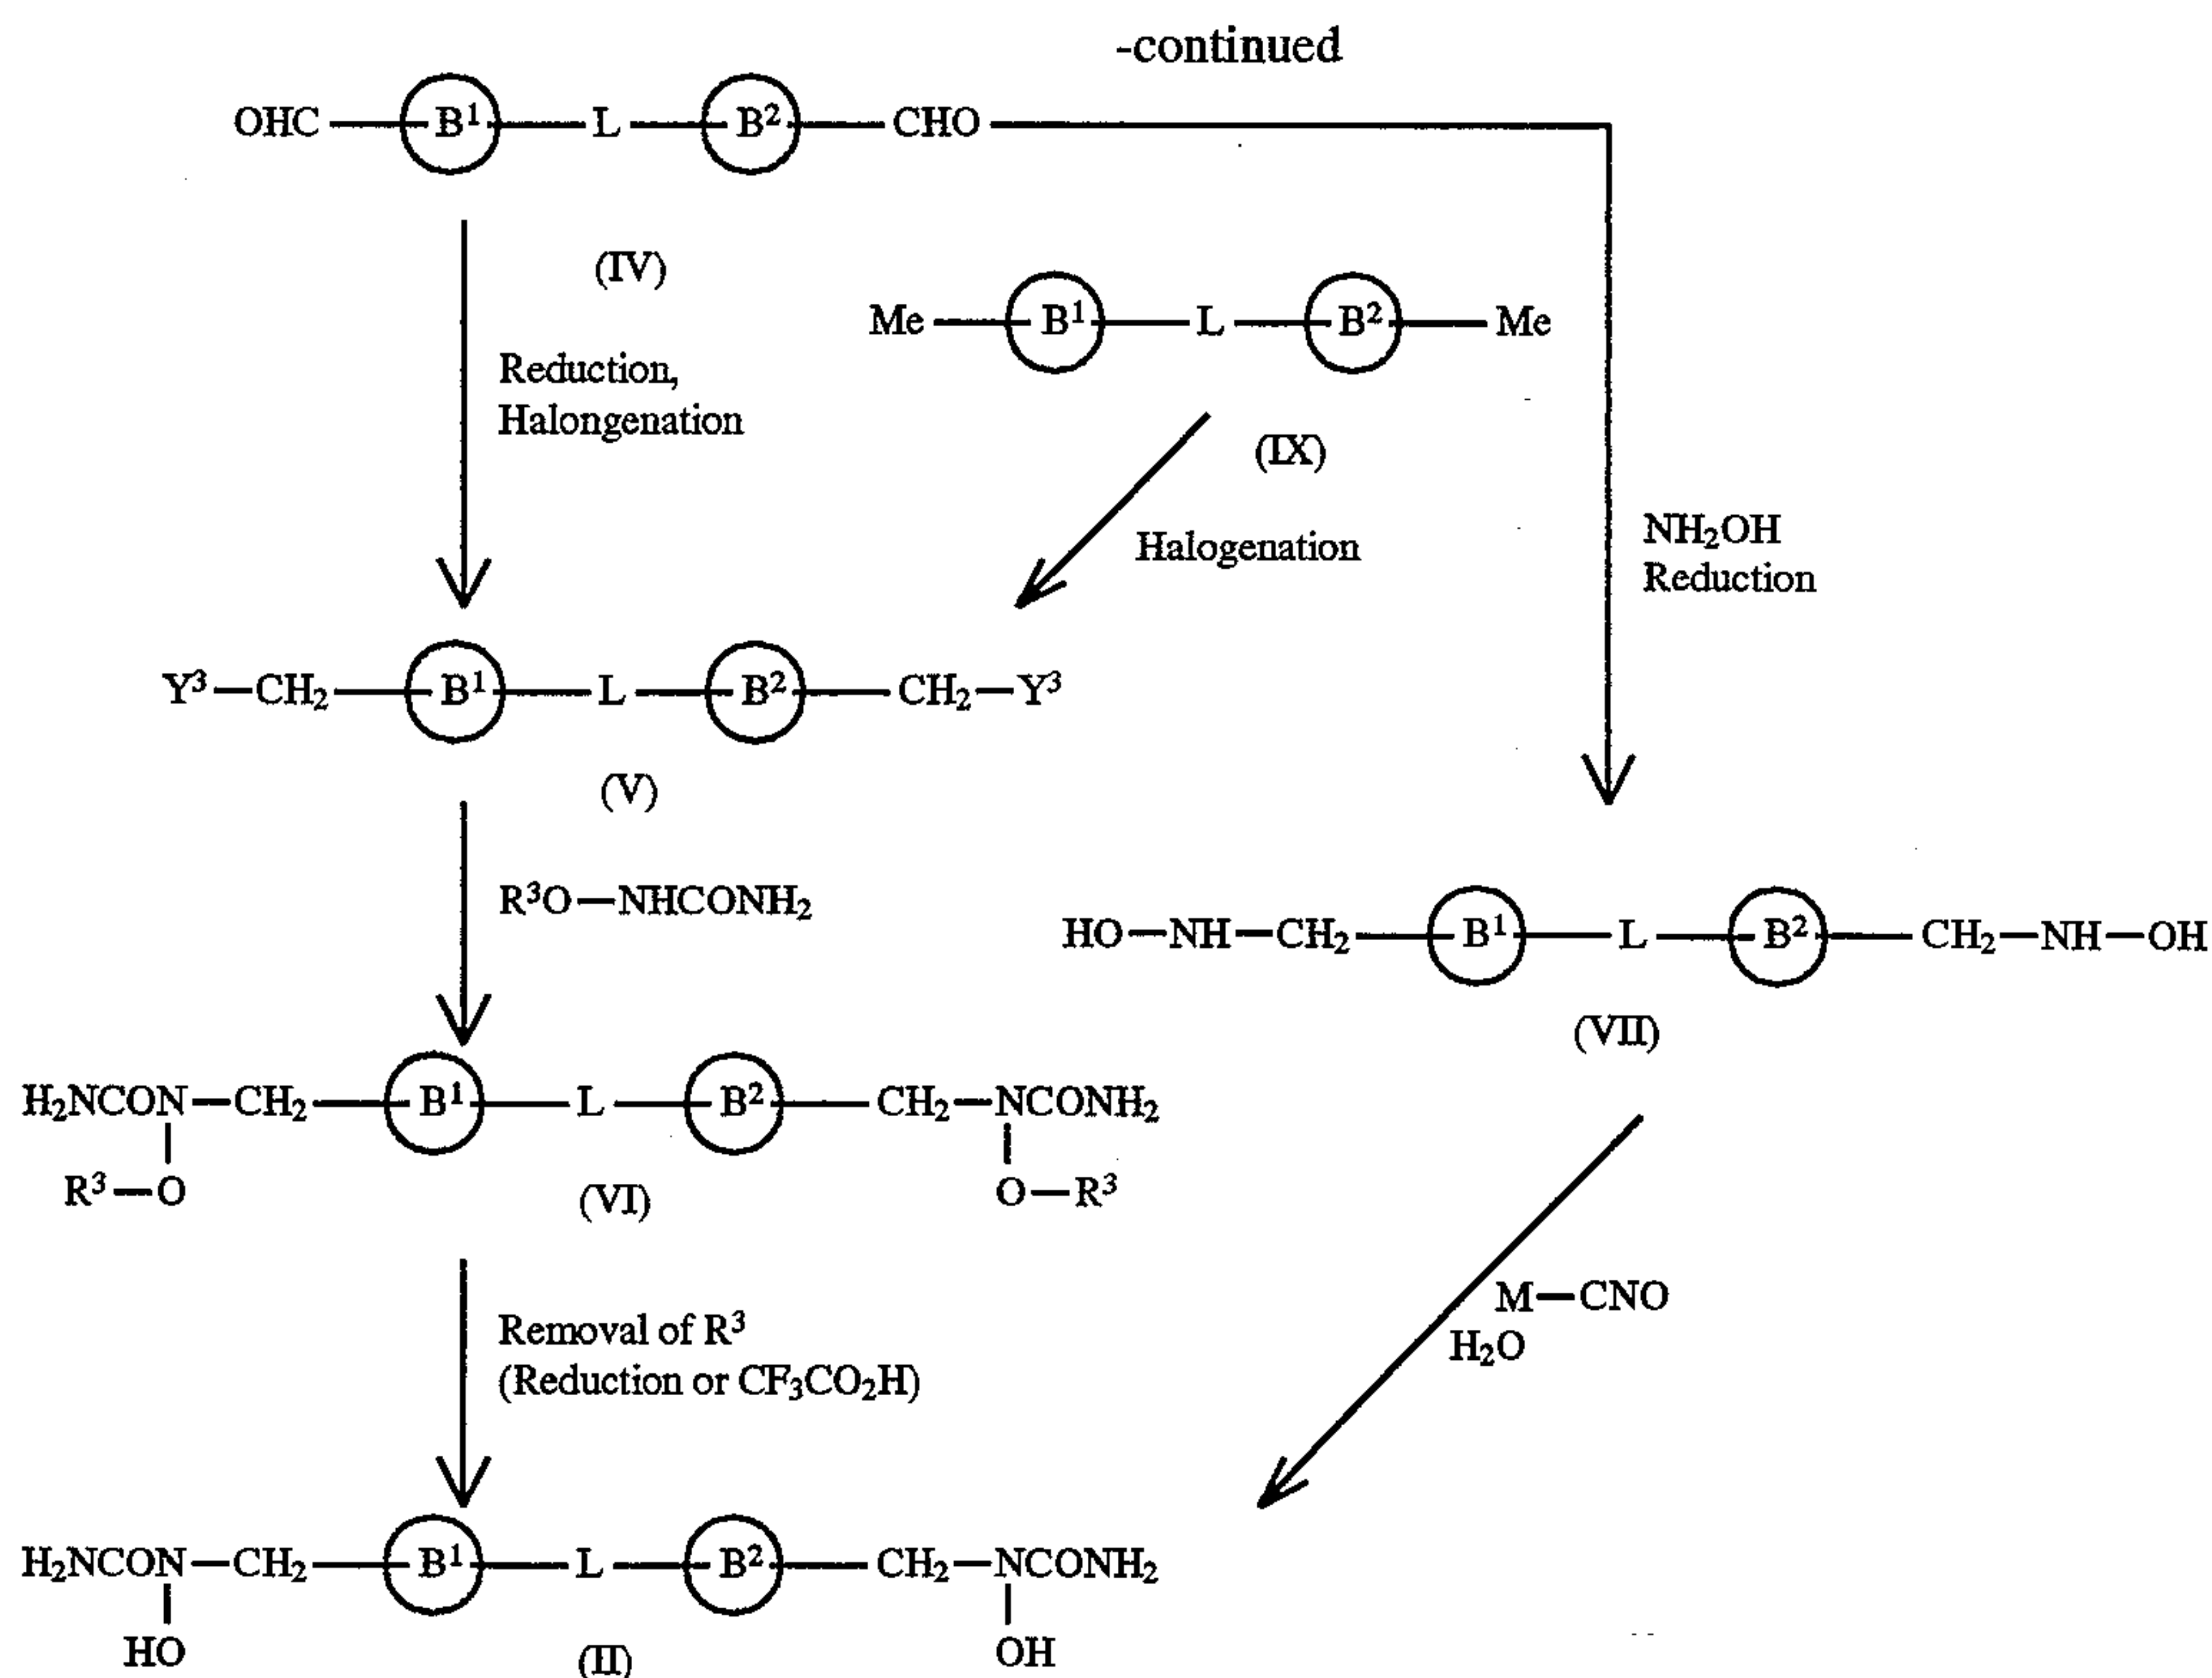 -continued
OHC—B¹—L—B²—CHO
(IV)
Me—B¹—L—B²—Me
Reduction,
Halongenation
(IX)
Halogenation
NH₂OH
Reduction
Y³—CH₂—B¹—L—B²—CH₂—Y³
(V)
R³O—NHCONH₂
HO—NH—CH₂—B¹—L—B²—CH₂—NH—OH
(VII)
H₂NCON—CH₂—B¹—L—B²—CH₂—NCONH₂
R³—O
O—R³
(VI)
M—CNO
H₂O
Removal of R³
(Reduction or CF₃CO₂H)
H₂NCON—CH₂—B¹—L—B²—CH₂—NCONH₂
HO
OH
(II)